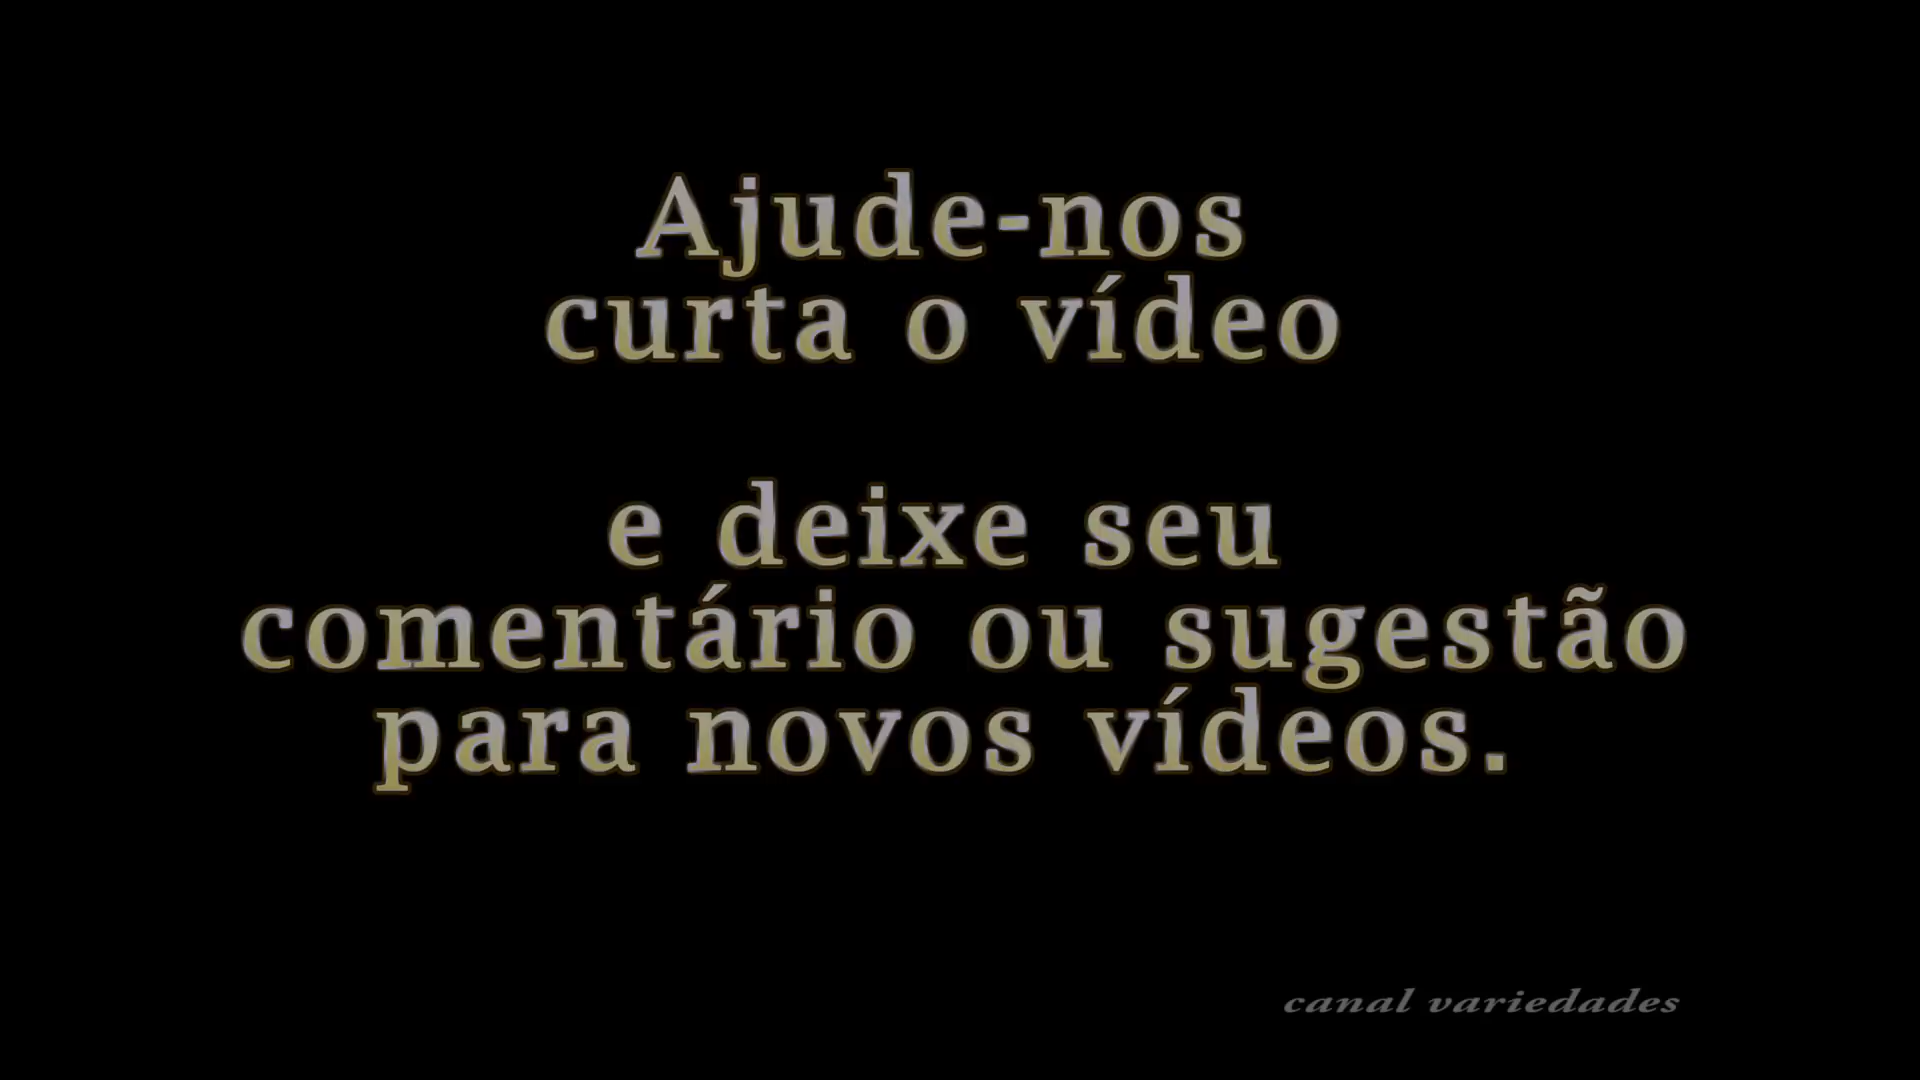 Ajude-nos
curta o vídeo
e deixe seu
comentário ou sugestão
para novos vídeos.
canal variedades